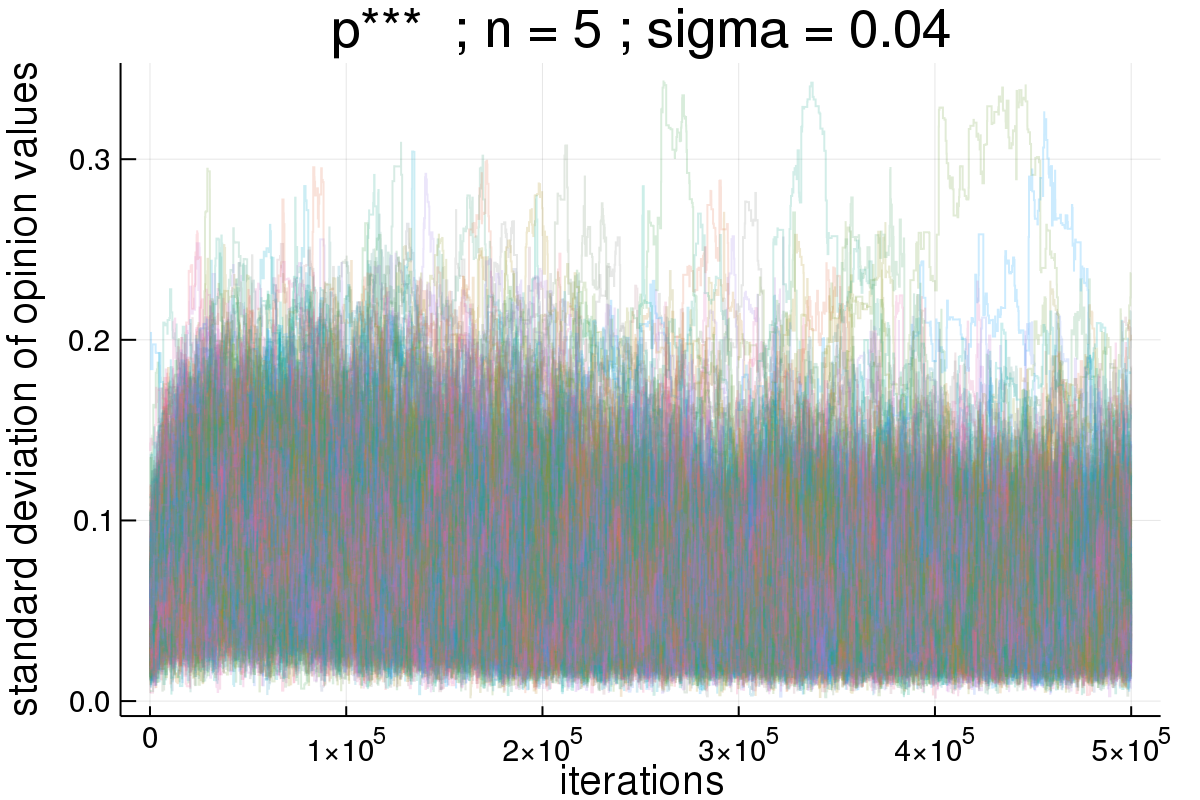 p*** ; n = 5 ; sigma = 0.04
standard deviation of opinion values
0.3
0.2
0.1
0.0
0 1×10⁵ 2×10⁵ 3×10⁵ 4×10⁵ 5×10⁵
iterations